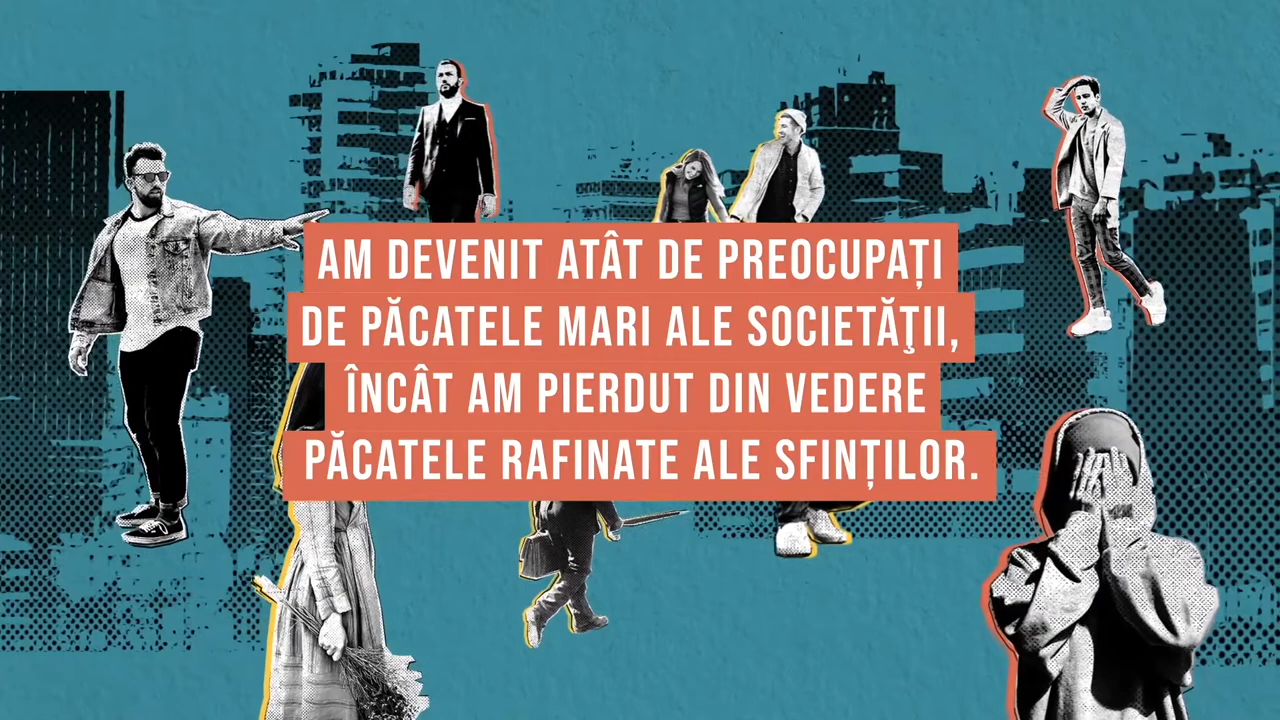 AM DEVENIT ATÂT DE PREOCUPAȚI
DE PĂCATELE MARI ALE SOCIETĂŢII,
ÎNCÂT AM PIERDUT DIN VEDERE
PĂCATELE RAFINATE ALE SFINȚILOR.